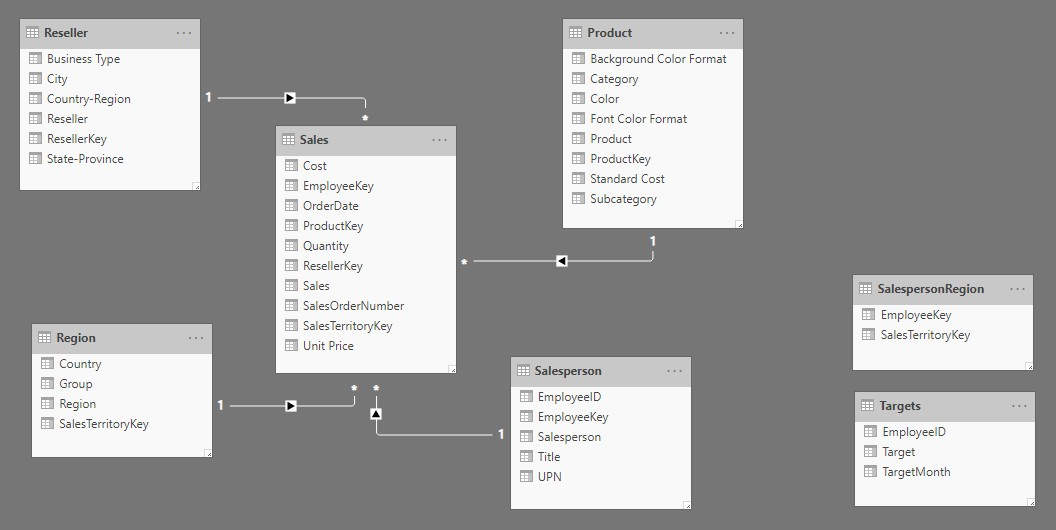 Reseller
Business Type
City
Country-Region
Reseller
ResellerKey
State-Province
Product
Background Color Format
Category
Color
Font Color Format
Product
ProductKey
Standard Cost
Subcategory
1
*
Sales
Cost
EmployeeKey
OrderDate
ProductKey
Quantity
ResellerKey
Sales
SalesOrderNumber
SalesTerritoryKey
Unit Price
1
*
SalespersonRegion
EmployeeKey
SalesTerritoryKey
Region
Country
Group
Region
SalesTerritoryKey
1
*
*
1
Salesperson
EmployeeID
EmployeeKey
Salesperson
Title
UPN
Targets
EmployeeID
Target
TargetMonth